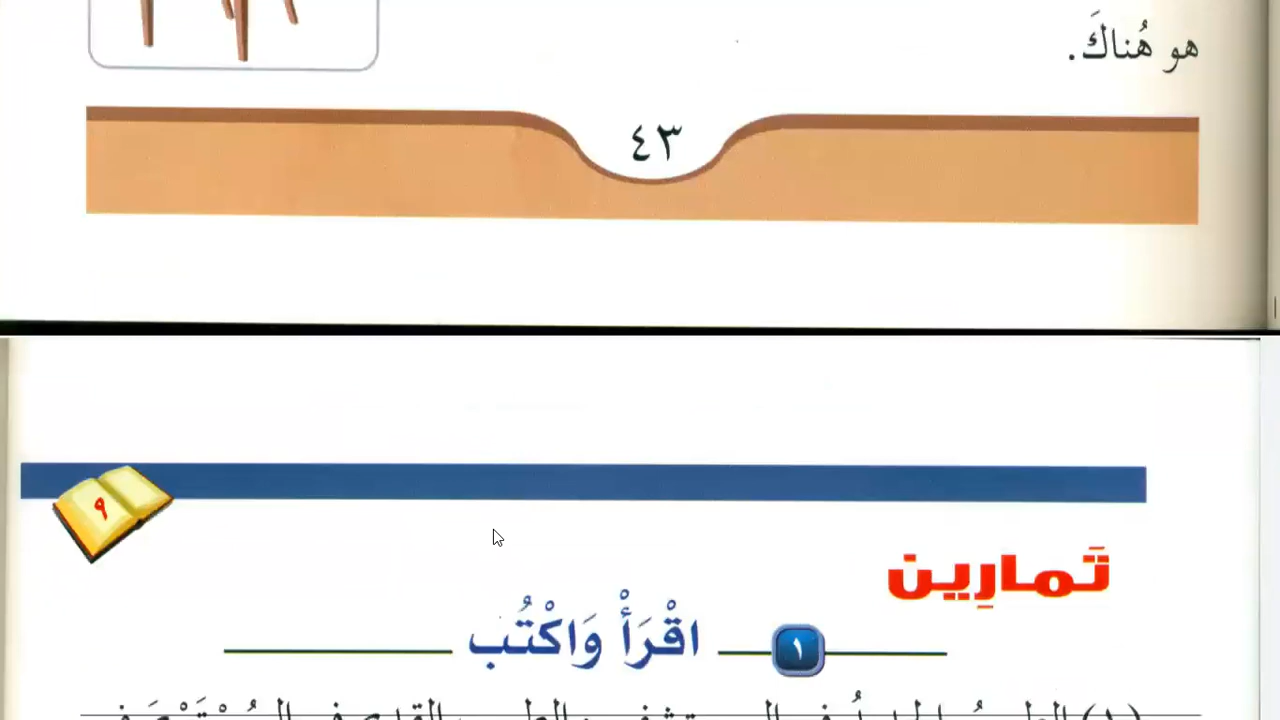 هو هُناكَ.
٤٣
٩
تَمارِين
١
اقْرَأْ وَاكْتُب